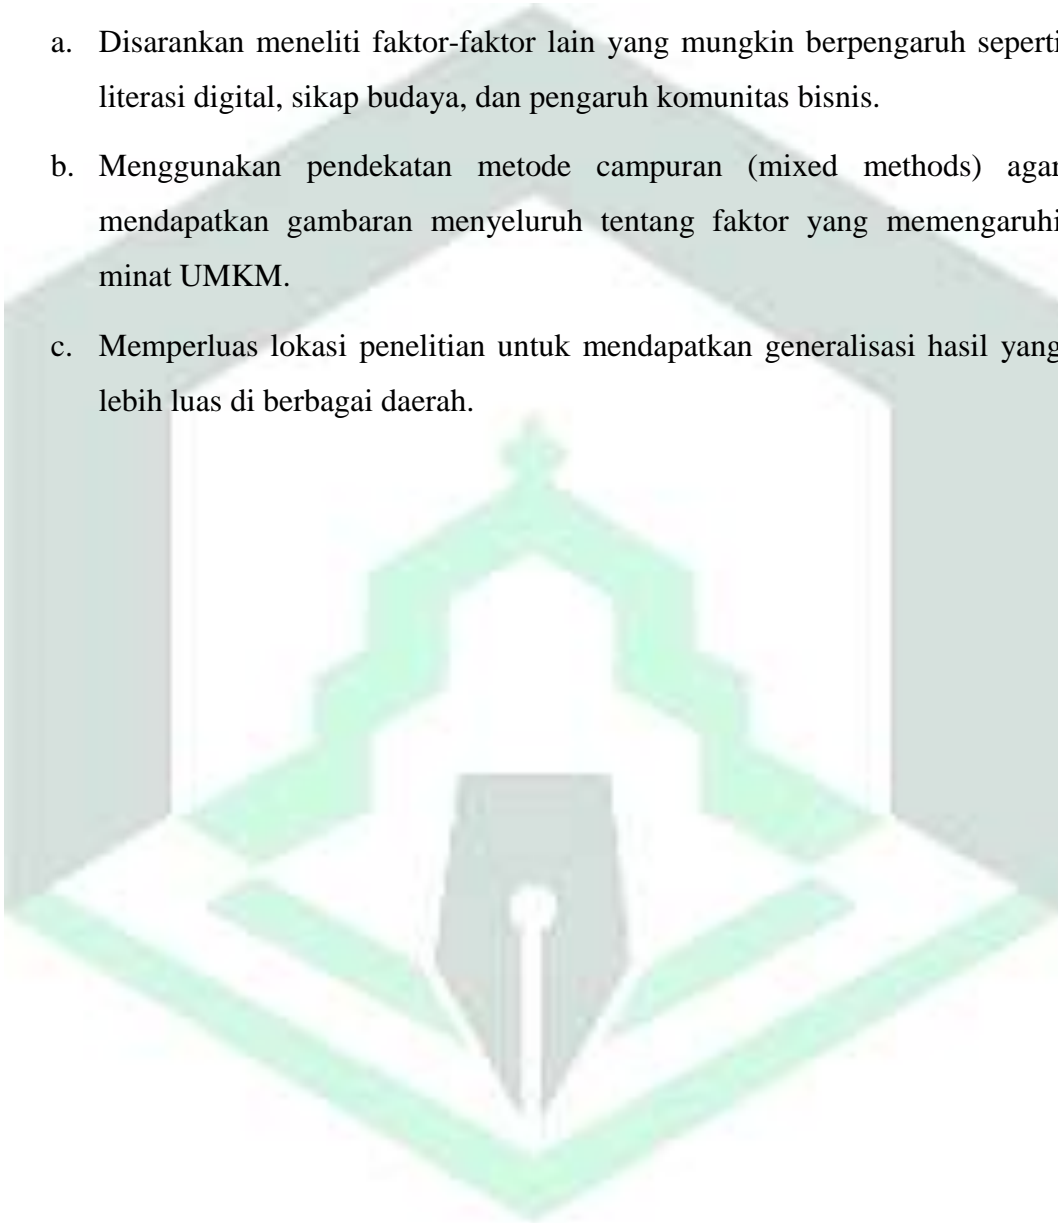 a. Disarankan meneliti faktor-faktor lain yang mungkin berpengaruh seperti
literasi digital, sikap budaya, dan pengaruh komunitas bisnis.
b. Menggunakan pendekatan metode campuran (mixed methods) agar
mendapatkan gambaran menyeluruh tentang faktor yang memengaruhi
minat UMKM.
c. Memperluas lokasi penelitian untuk mendapatkan generalisasi hasil yang
lebih luas di berbagai daerah.